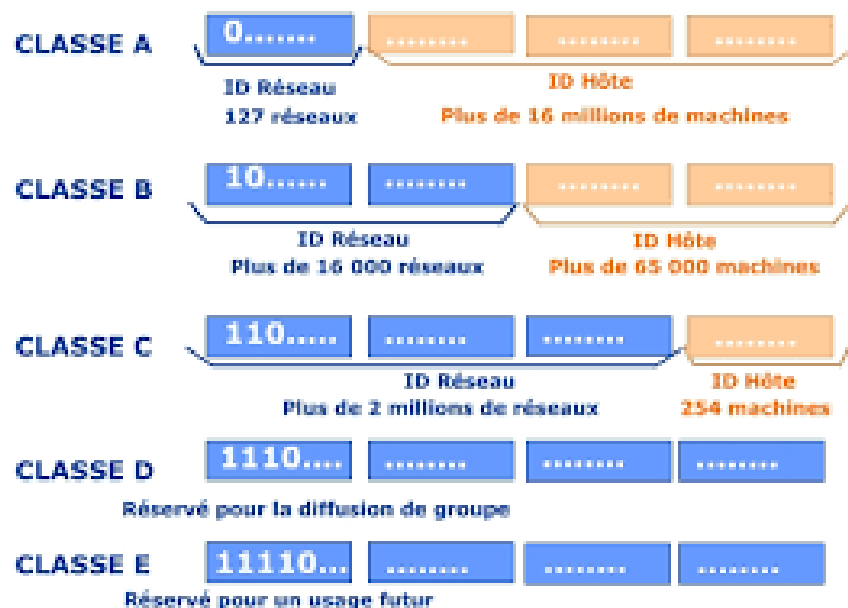 CLASSE A 0....... ........ ........ ........
ID Réseau ID Hôte
127 réseaux Plus de 16 millions de machines
CLASSE B 10...... ........ ........ ........
ID Réseau ID Hôte
Plus de 16 000 réseaux Plus de 65 000 machines
CLASSE C 110..... ........ ........ ........
ID Réseau ID Hôte
Plus de 2 millions de réseaux 254 machines
CLASSE D 1110.... ........ ........ ........
Réservé pour la diffusion de groupe
CLASSE E 11110... ........ ........ ........
Réservé pour un usage futur